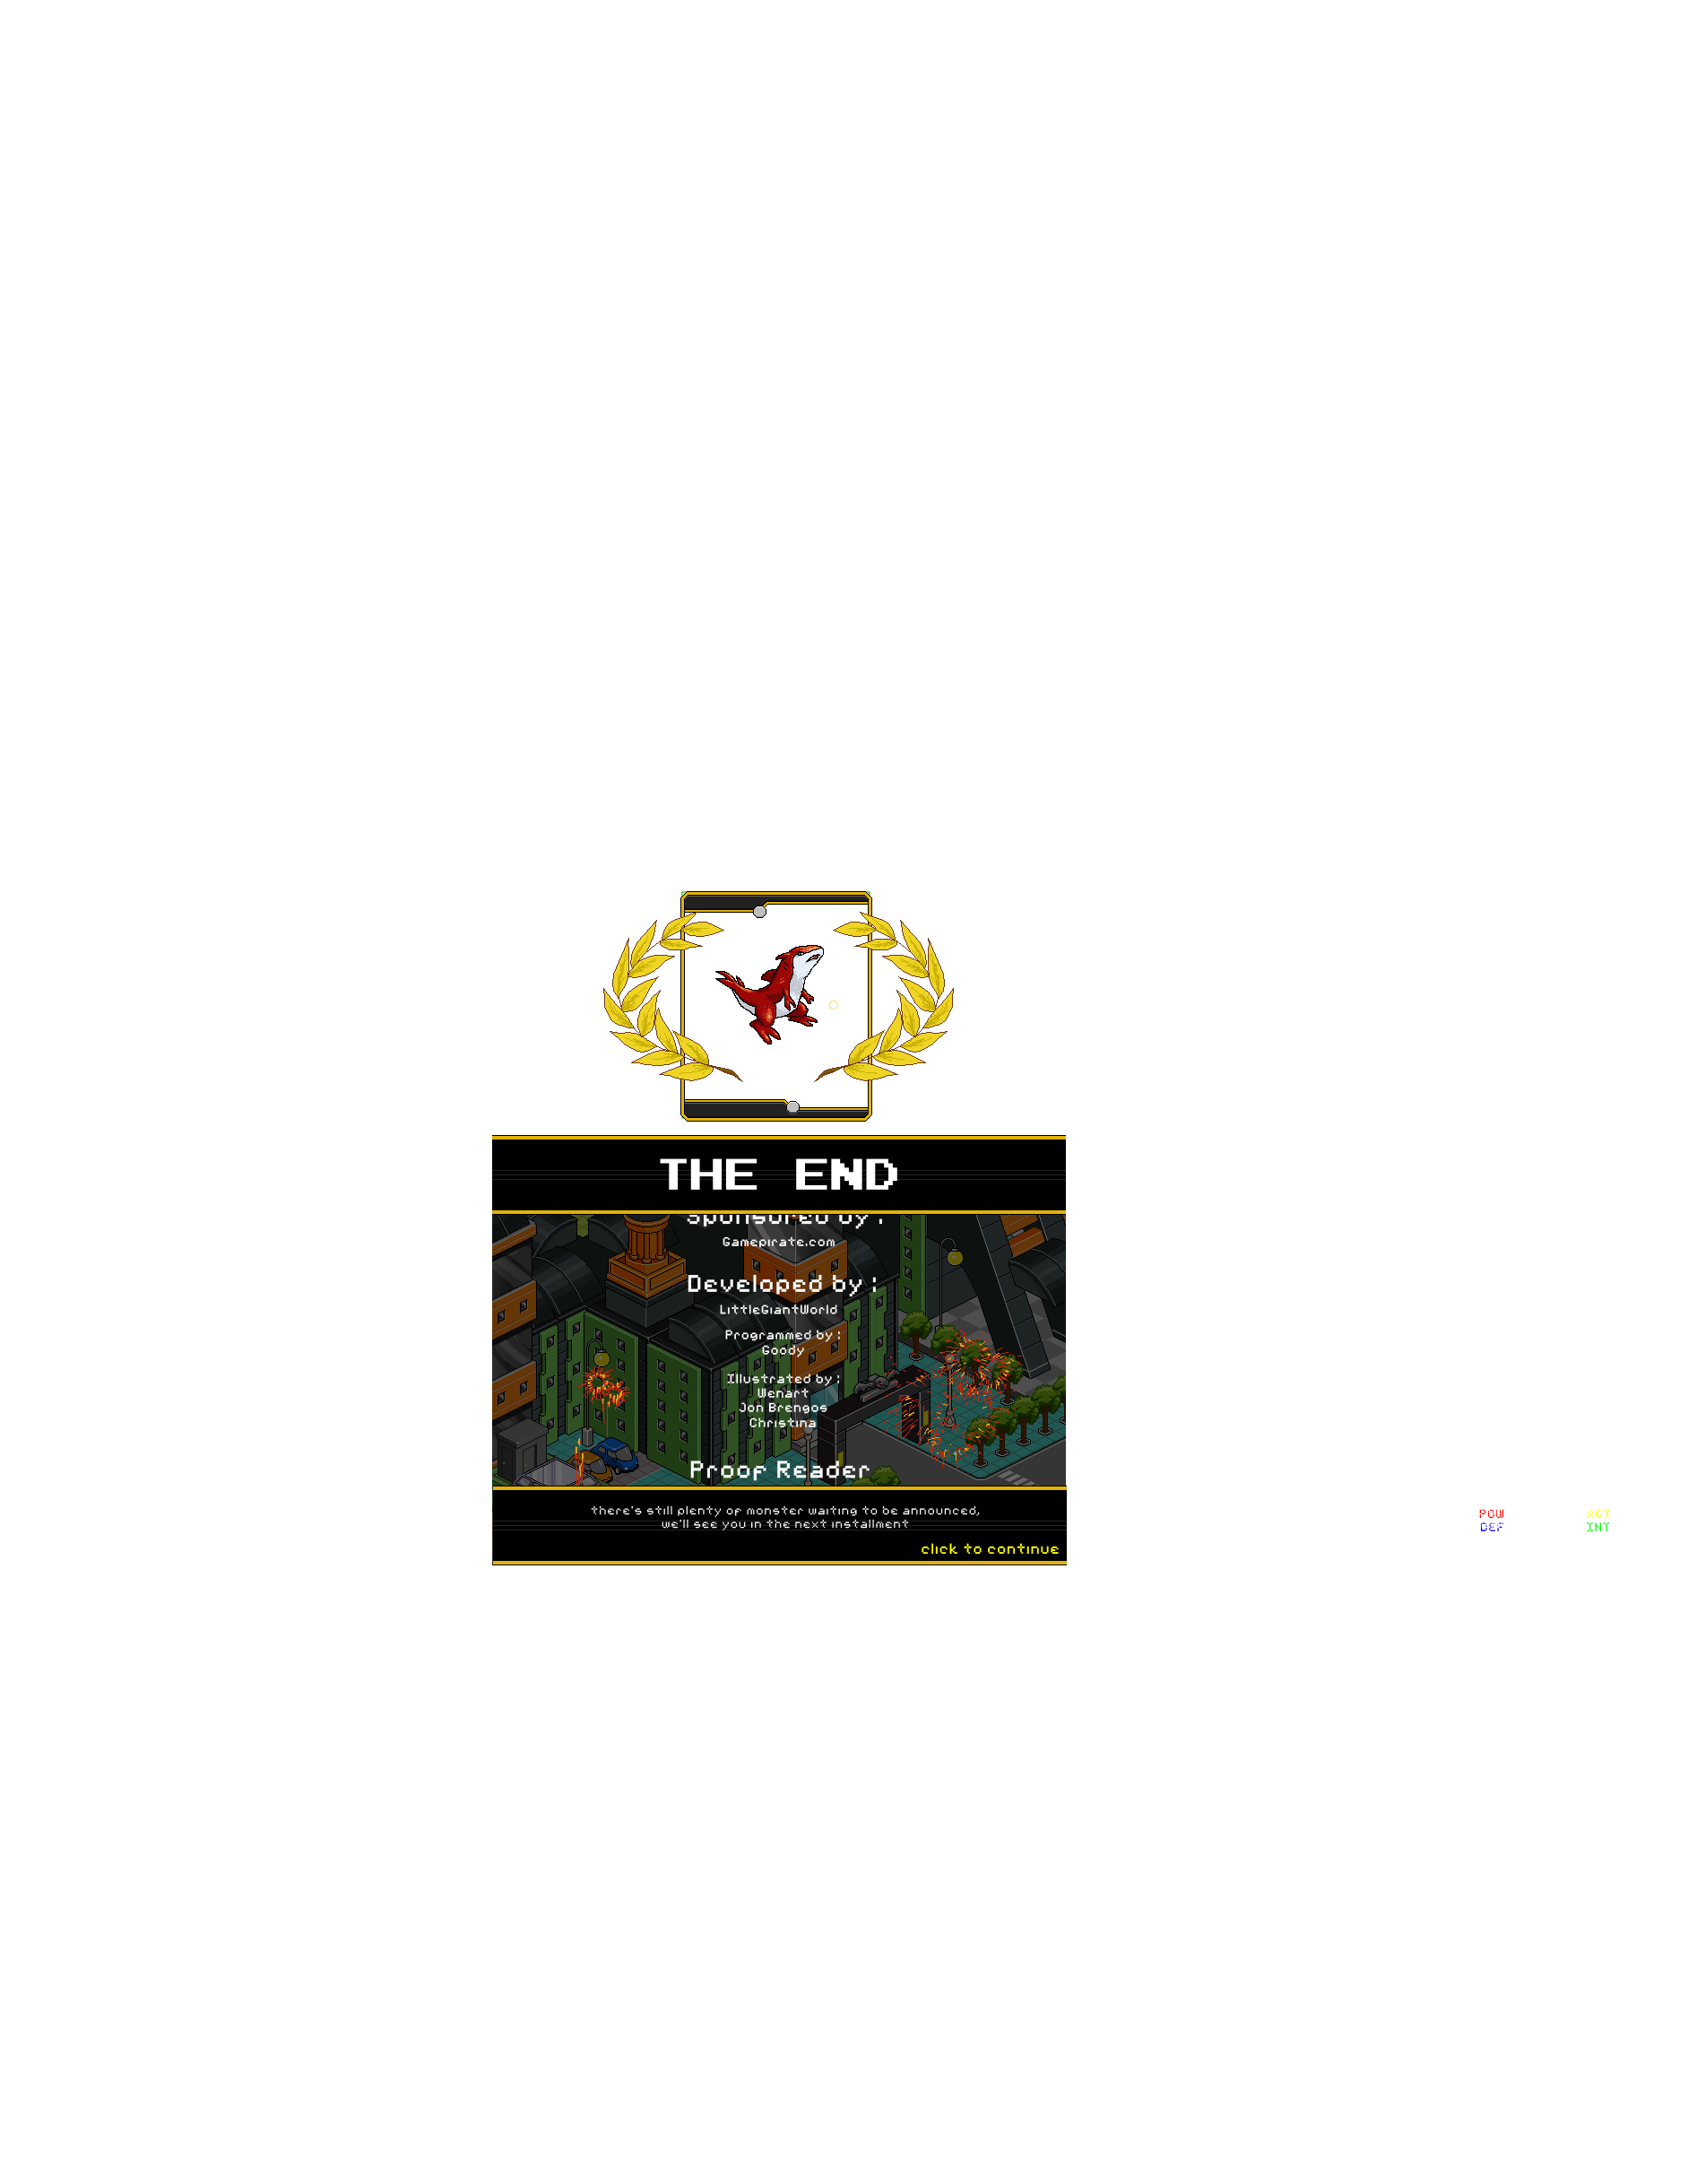 THE END
Sponsored by :
Gamepirate.com
Developed by :
LittleGiantWorld
Programmed by :
Goody
Illustrated by :
Wenart
Jon Brengos
Christina
Proof Reader
there's still plenty of monster waiting to be announced,
we'll see you in the next installment
click to continue
POW AGI
DEF INT